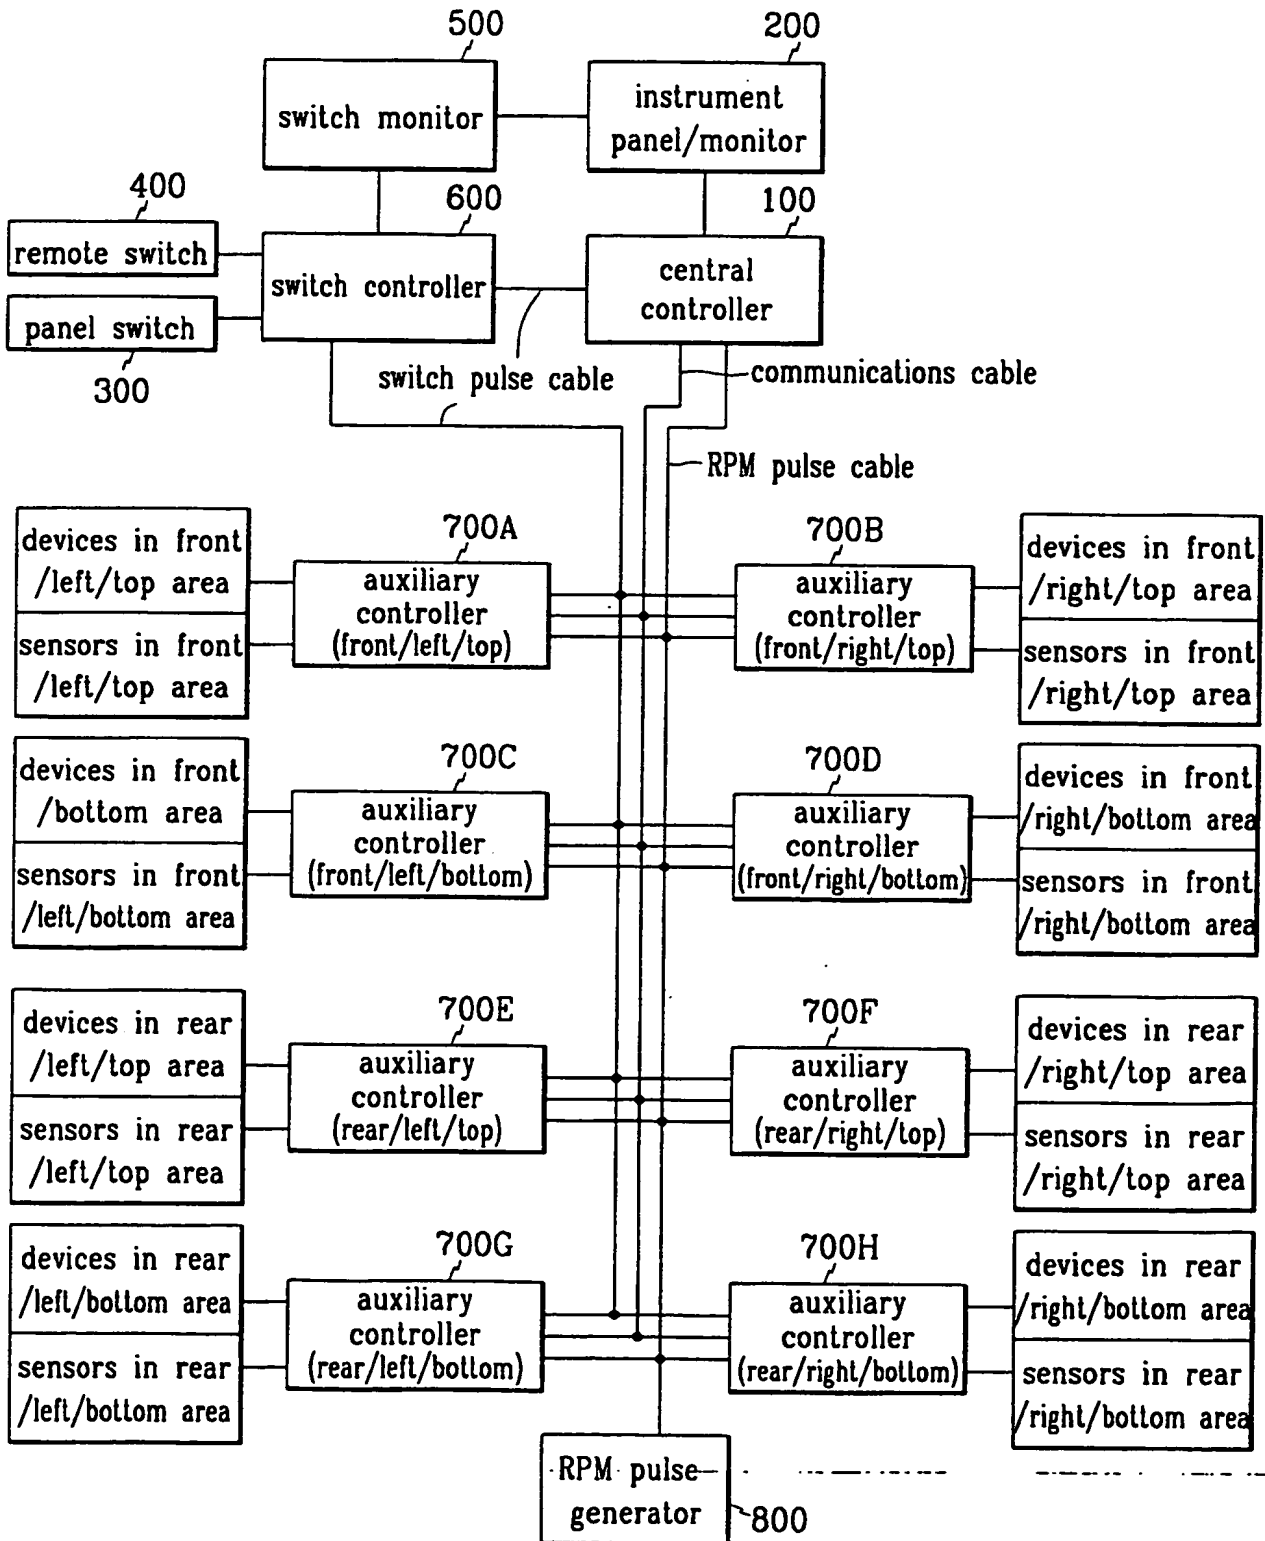 500
200
switch monitor
instrument
panel/monitor
400
600
100
remote switch
switch controller
central
controller
panel switch
300
switch pulse cable
communications cable
RPM pulse cable
devices in front
/left/top area
sensors in front
/left/top area
700A
auxiliary
controller
(front/left/top)
700B
auxiliary
controller
(front/right/top)
devices in front
/right/top area
sensors in front
/right/top area
devices in front
/bottom area
sensors in front
/left/bottom area
700C
auxiliary
controller
(front/left/bottom)
700D
auxiliary
controller
(front/right/bottom)
devices in front
/right/bottom area
sensors in front
/right/bottom area
devices in rear
/left/top area
sensors in rear
/left/top area
700E
auxiliary
controller
(rear/left/top)
700F
auxiliary
controller
(rear/right/top)
devices in rear
/right/top area
sensors in rear
/right/top area
devices in rear
/left/bottom area
sensors in rear
/left/bottom area
700G
auxiliary
controller
(rear/left/bottom)
700H
auxiliary
controller
(rear/right/bottom)
devices in rear
/right/bottom area
sensors in rear
/right/bottom area
RPM pulse
generator
800